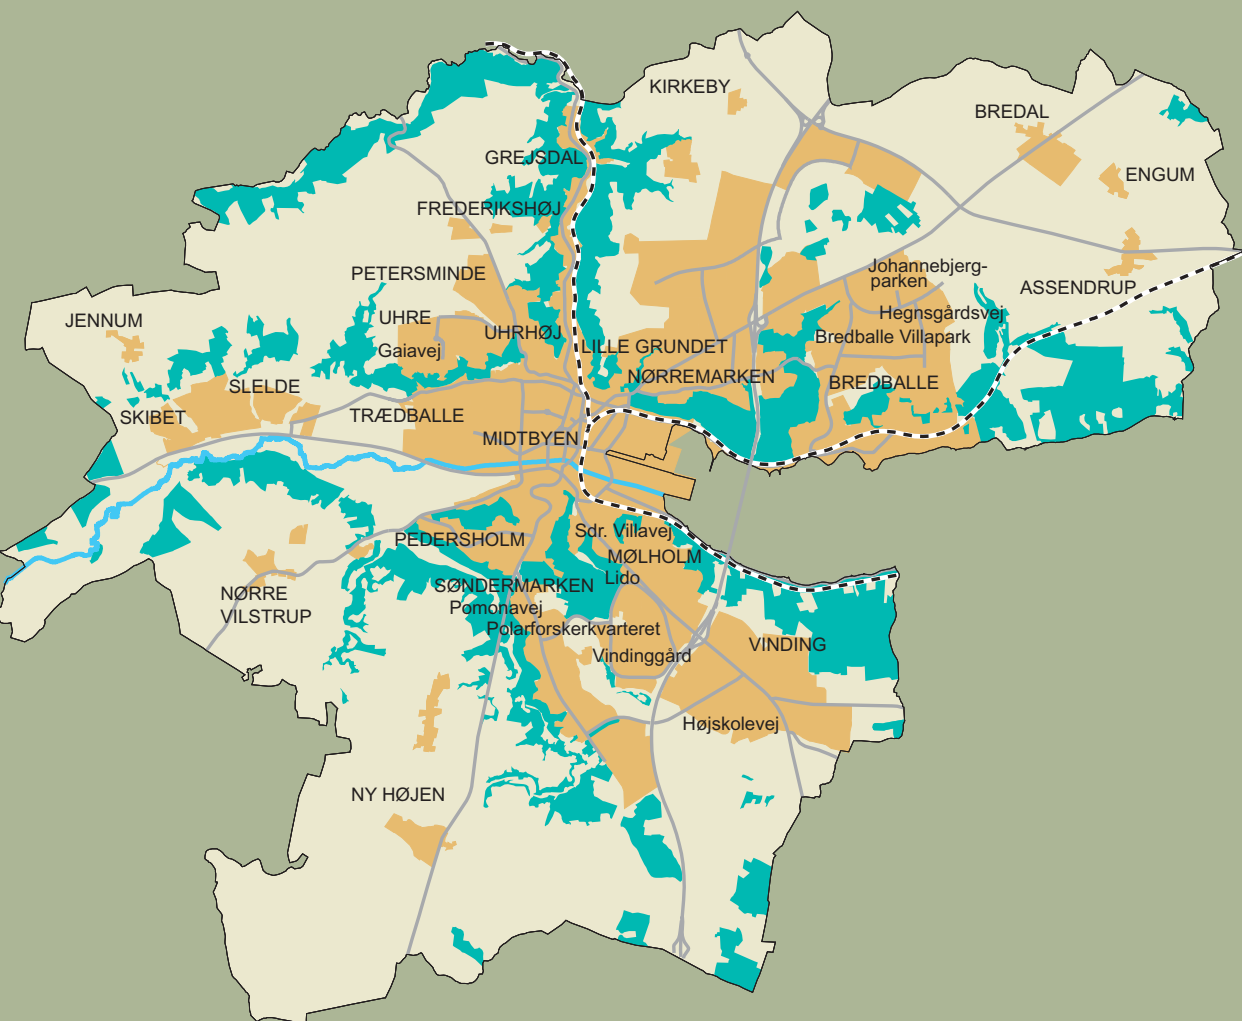 KIRKEBY
BREDAL
GREJSDAL
ENGUM
FREDERIKSHØJ
PETERSMINDE
Johannebjerg-
parken
ASSENDRUP
JENNUM
UHRE
Hegnsgårdsvej
UHRHØJ
Bredballe Villapark
Gaiavej
LILLE GRUNDET
NØRREMARKEN
BREDBALLE
SLELDE
SKIBET
TRÆDBALLE
MIDTBYEN
Sdr. Villavej
PEDERSHOLM
MØLHOLM
Lido
SØNDERMARKEN
NØRRE
VILSTRUP
Pomonavej
Polarforskerkvarteret
VINDING
Vindinggård
Højskolevej
NY HØJEN